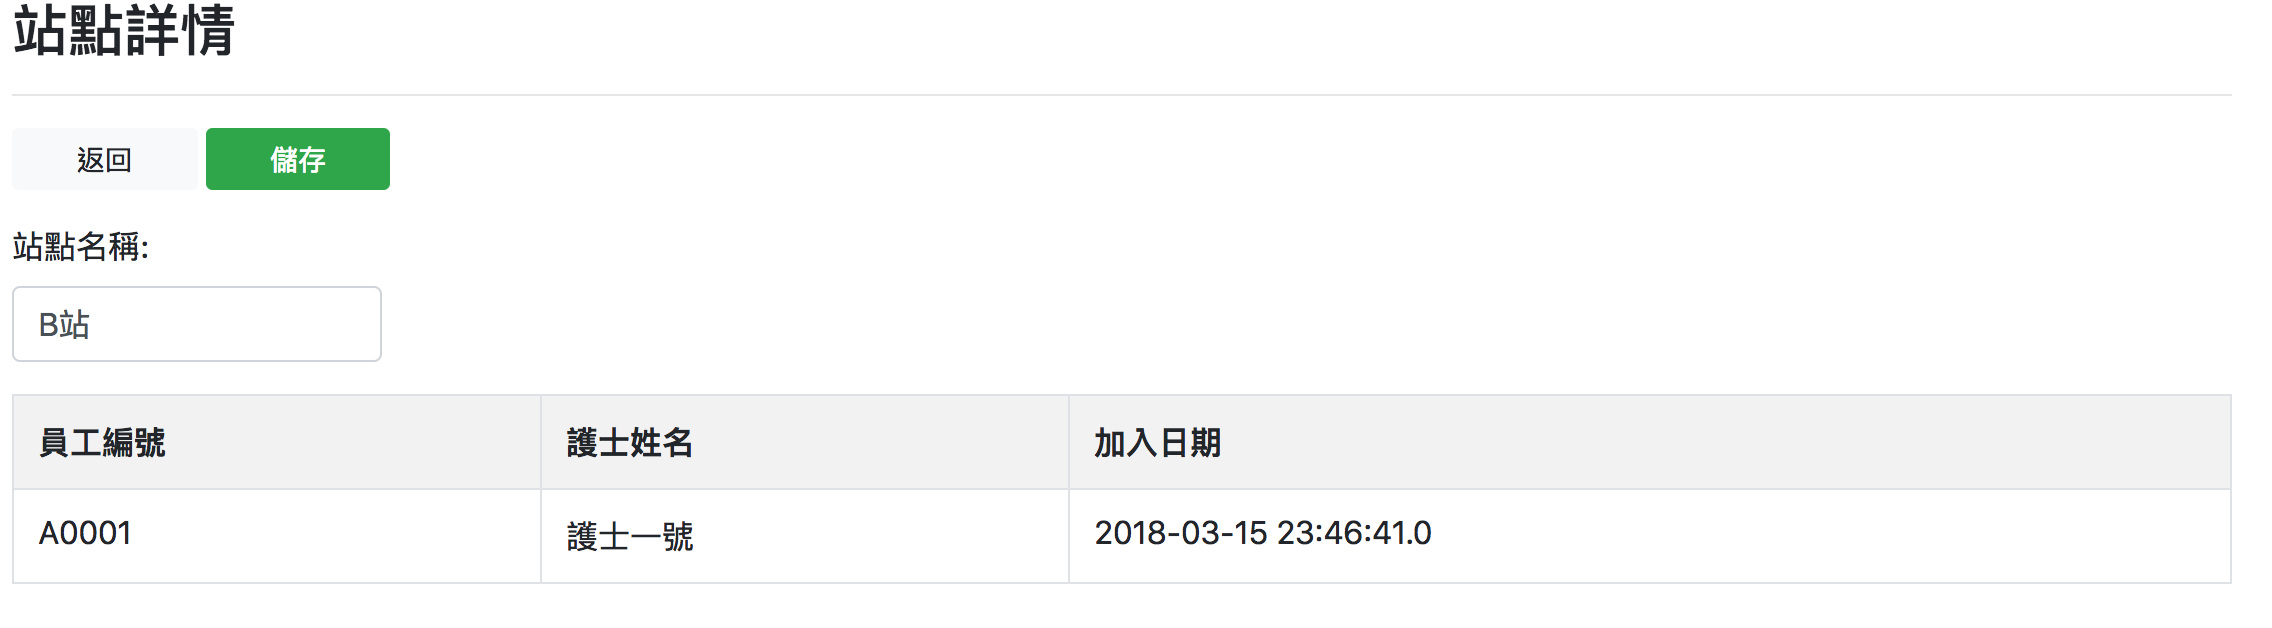 站點詳情
返回 儲存
站點名稱:
B站
員工編號 護士姓名 加入日期
A0001 護士一號 2018-03-15 23:46:41.0